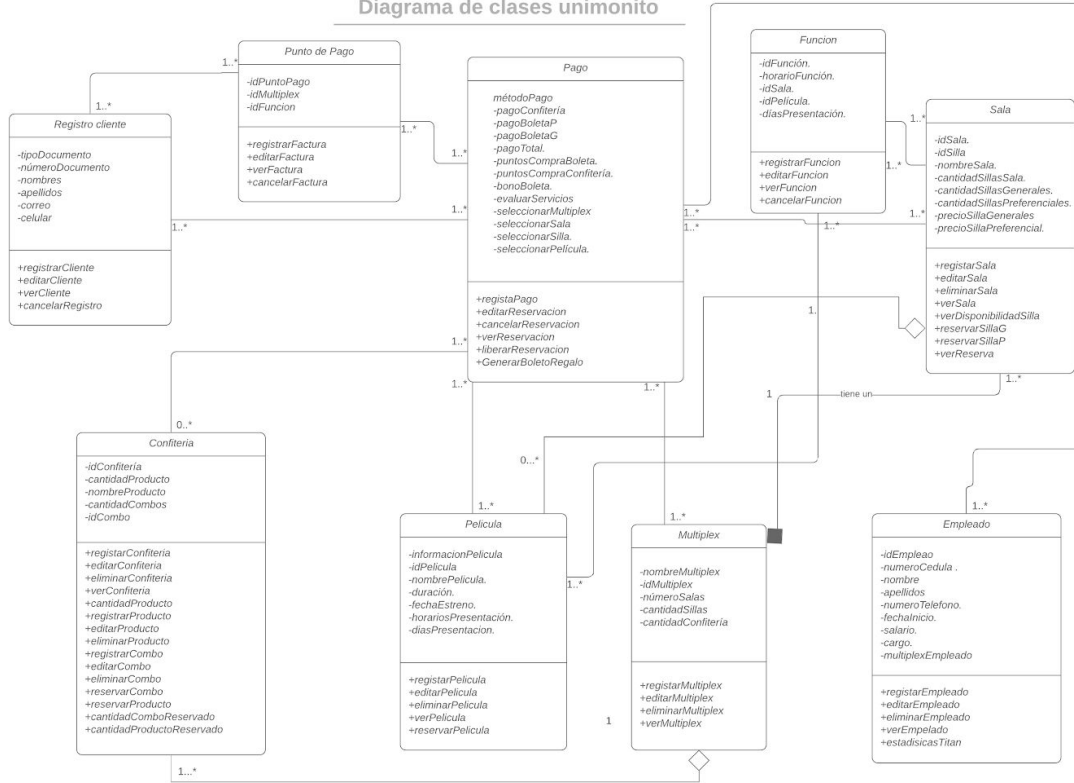 Diagrama de clases unimonito
Punto de Pago
-idPuntoPago
-idMultiplex
-idFuncion
+registrarFactura
+editarFactura
+verFactura
+cancelarFactura
1..*
1..*
1..*
Registro cliente
-tipoDocumento
-númeroDocumento
-nombres
-apellidos
-correo
-celular
+registrarCliente
+editarCliente
+verCliente
+cancelarRegistro
1..*
Pago
métodoPago
-pagoConfitería
-pagoBoletaP
-pagoBoletaG
-pagoTotal.
-puntosCompraBoleta.
-puntosCompraConfitería.
-bonoBoleta.
-evaluarServicios
-seleccionarMultiplex
-seleccionarSala
-seleccionarSilla.
-seleccionarPelícula.
+registaPago
+editarReservacion
+cancelarReservacion
+verReservacion
+liberarReservacion
+GenerarBoletoRegalo
1..*
1..*
1..*
1..*
1..*
1..*
1..*
Funcion
-idFunción.
-horarioFunción.
-idSala.
-idPelícula.
-díasPresentación.
+registrarFuncion
+editarFuncion
+verFuncion
+cancelarFuncion
1..*
1..*
1.
Sala
-idSala.
-idSilla
-nombreSala.
-cantidadSillasSala.
-cantidadSillasGenerales.
-cantidadSillasPreferenciales.
-precioSillaGenerales
-precioSillaPreferencial.
+registarSala
+editarSala
+eliminarSala
+verSala
+verDisponibilidadSilla
+reservarSillaG
+reservarSillaP
+verReserva
1..*
1..*
1..*
1
tiene un
0..*
Confiteria
-idConfitería
-cantidadProducto
-nombreProducto
-cantidadCombos
-idCombo
+registarConfiteria
+editarConfiteria
+eliminarConfiteria
+verConfiteria
+cantidadProducto
+registrarProducto
+editarProducto
+eliminarProducto
+registrarCombo
+editarCombo
+eliminarCombo
+reservarCombo
+reservarProducto
+cantidadComboReservado
+cantidadProductoReservado
1...*
0...*
1..*
Pelicula
-informacionPelicula
-idPelicula
-nombrePelicula.
-duración.
-fechaEstreno.
-horariosPresentación.
-diasPresentacion.
+registarPelicula
+editarPelicula
+eliminarPelicula
+verPelicula
+reservarPelicula
1..*
1..*
Multiplex
-nombreMultiplex
-idMultiplex
-númeroSalas
-cantidadSillas
-cantidadConfitería
+registarMultiplex
+editarMultiplex
+eliminarMultiplex
+verMultiplex
1
1..*
Empleado
-idEmpleao
-numeroCedula .
-nombre
-apellidos
-numeroTelefono.
-fechaInicio.
-salario.
-cargo.
-multiplexEmpleado
+registarEmpleado
+editarEmpleado
+eliminarEmpleado
+verEmpelado
+estadisicasTitan